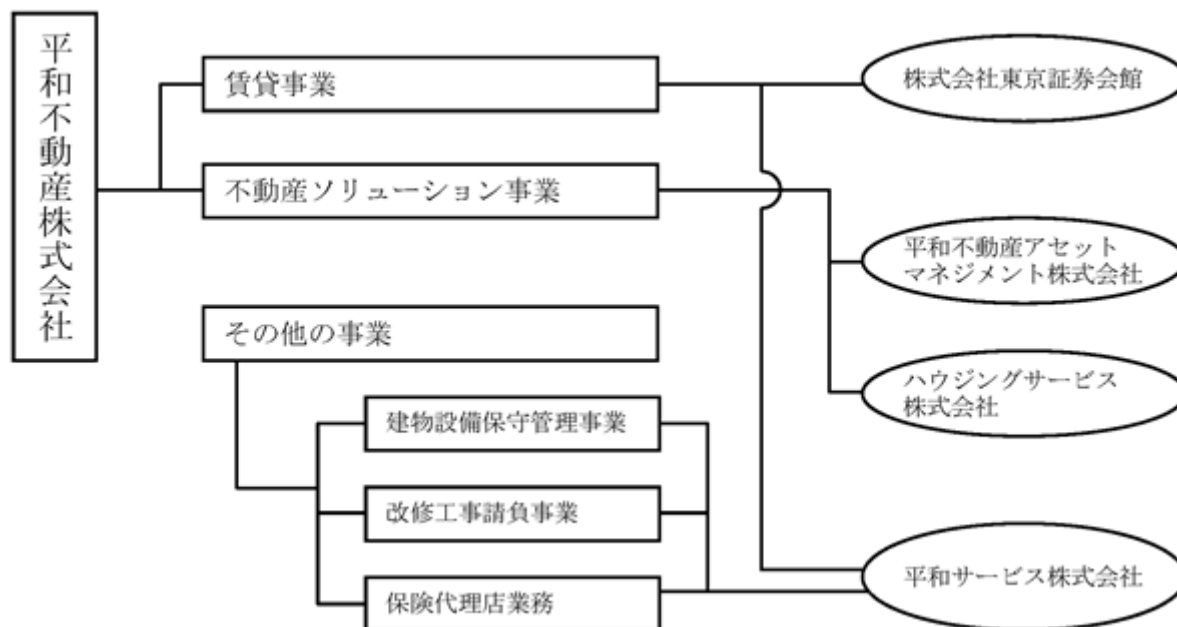 平和不動産株式会社
賃貸事業
株式会社東京証券会館
不動産ソリューション事業
平和不動産アセット
マネジメント株式会社
その他の事業
ハウジングサービス
株式会社
建物設備保守管理事業
改修工事請負事業
保険代理店業務
平和サービス株式会社